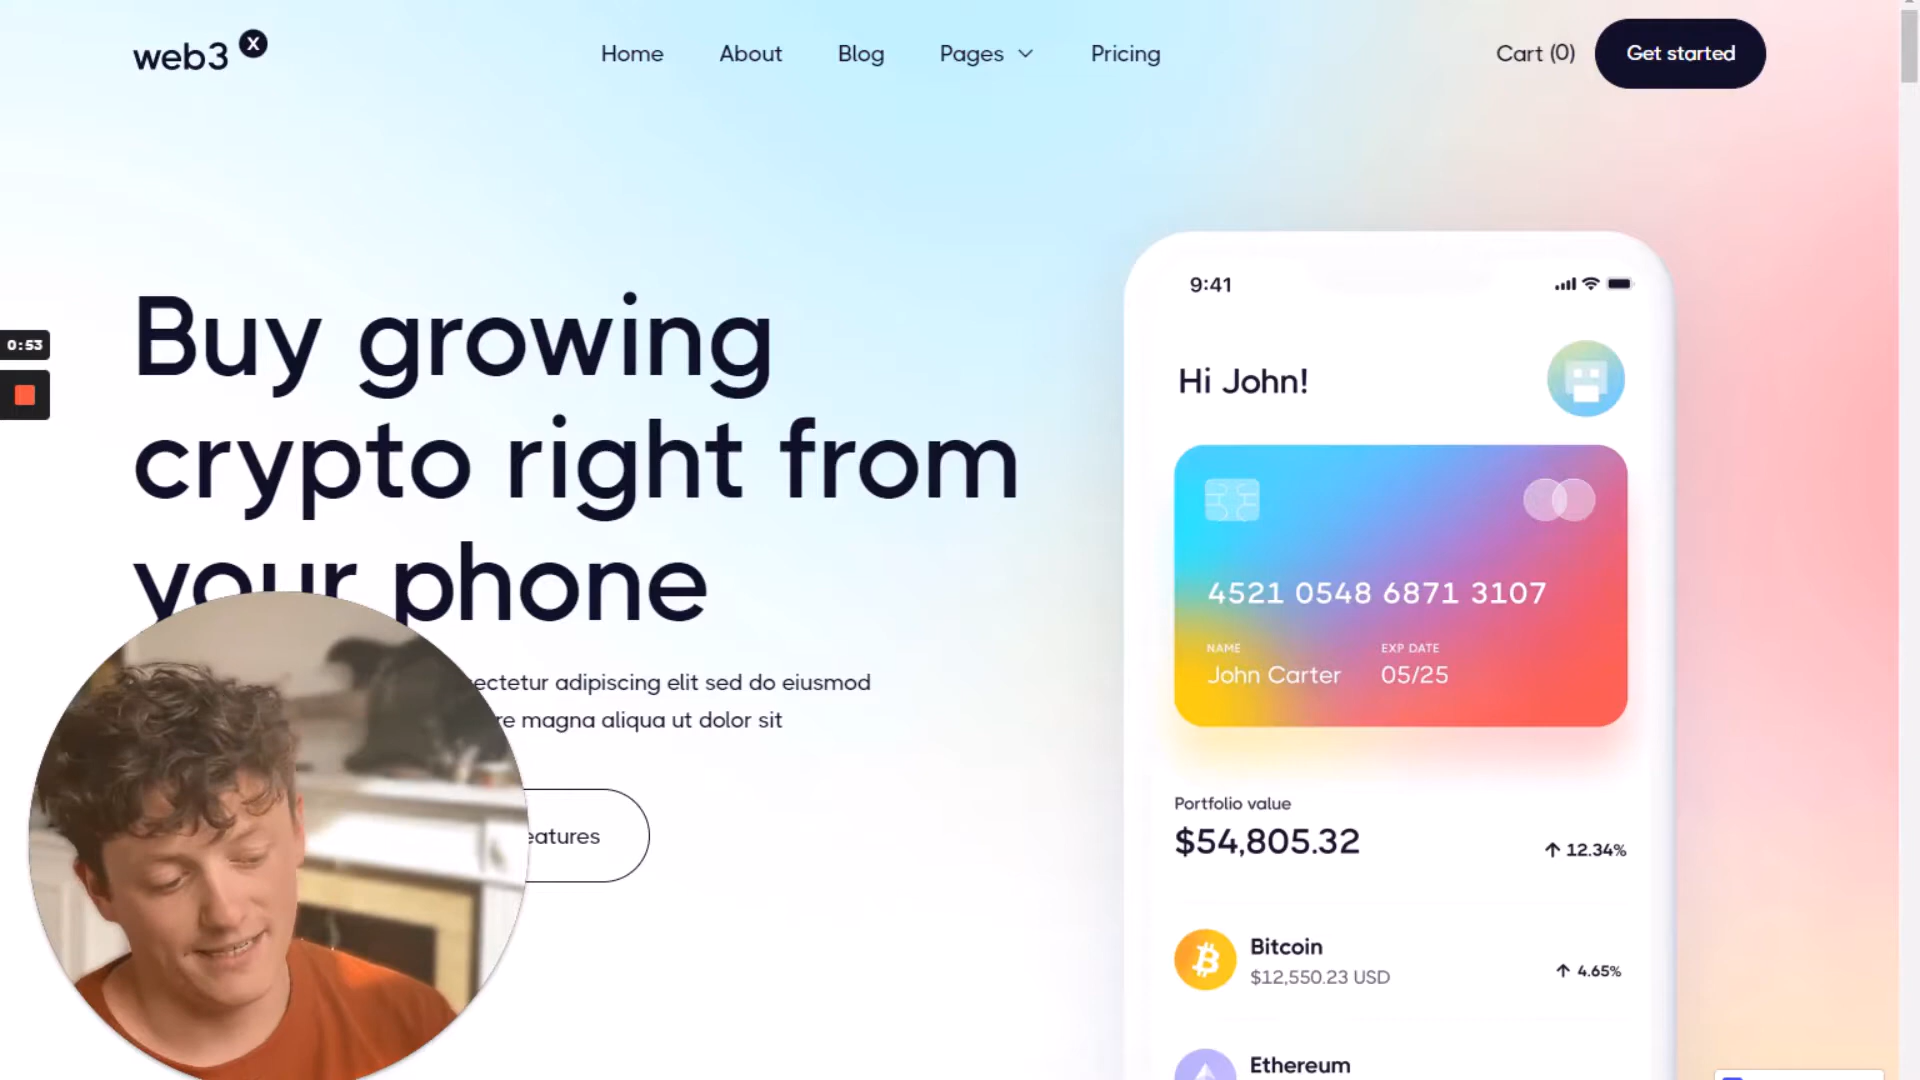 web3 X
Home About Blog Pages Pricing
Cart (0) Get started
Buy growing
crypto right from
your phone
adipiscing elit sed do eiusmod
magna aliqua ut dolor sit
0:53
9:41
Hi John!
4521 0548 6871 3107
NAME EXP DATE
John Carter 05/25
Portfolio value
$54,805.32 12.34%
Bitcoin
$12,550.23 USD 4.65%
Ethereum